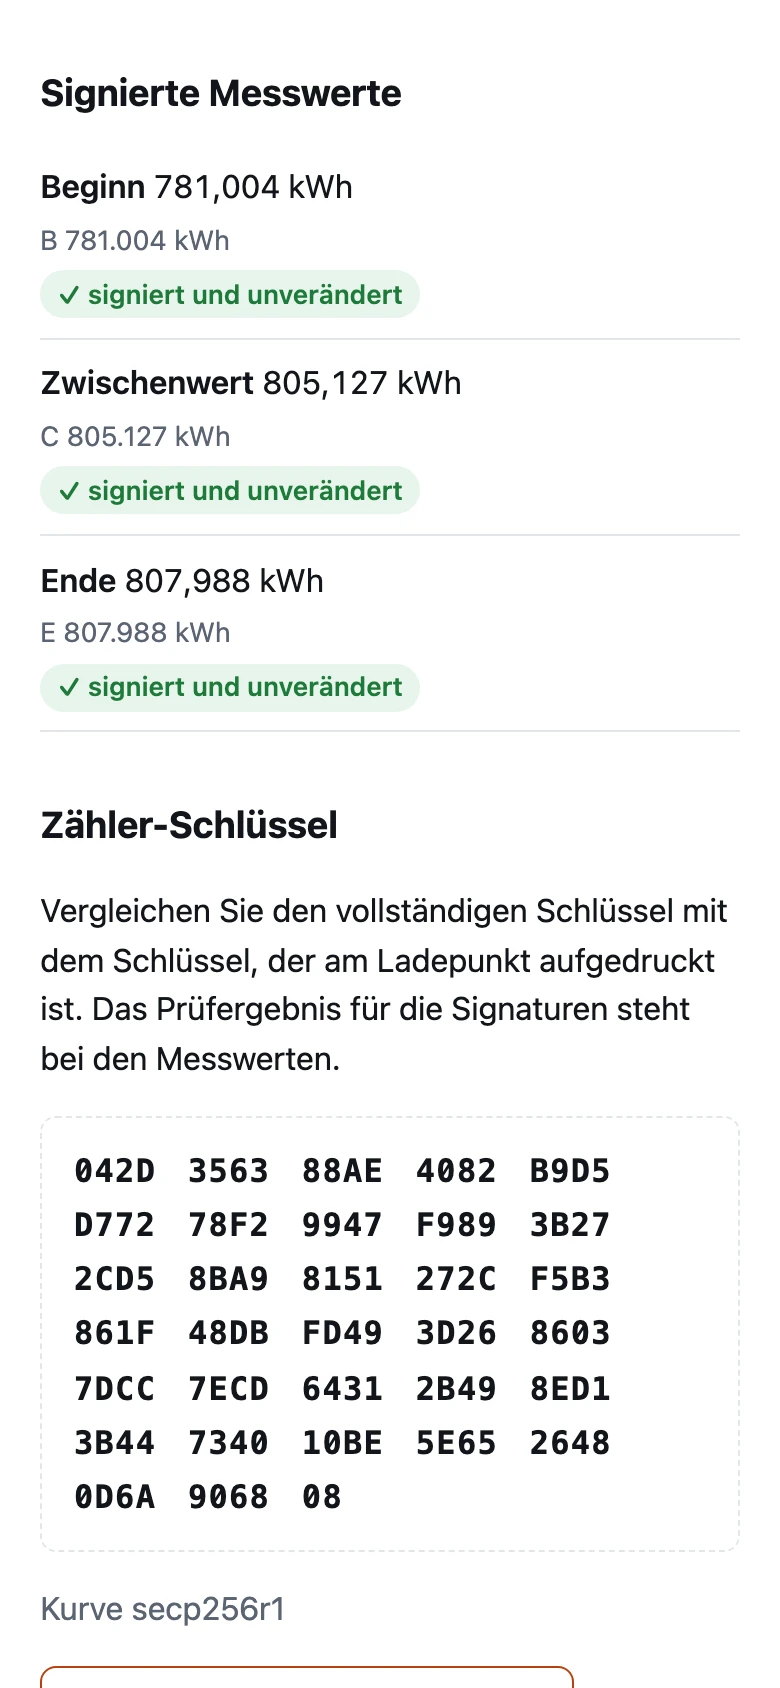 Signierte Messwerte
Beginn 781,004 kWh
B 781.004 kWh
✓ signiert und unverändert
Zwischenwert 805,127 kWh
C 805.127 kWh
✓ signiert und unverändert
Ende 807,988 kWh
E 807.988 kWh
✓ signiert und unverändert
Zähler-Schlüssel
Vergleichen Sie den vollständigen Schlüssel mit
dem Schlüssel, der am Ladepunkt aufgedruckt
ist. Das Prüfergebnis für die Signaturen steht
bei den Messwerten.
042D 3563 88AE 4082 B9D5
D772 78F2 9947 F989 3B27
2CD5 8BA9 8151 272C F5B3
861F 48DB FD49 3D26 8603
7DCC 7ECD 6431 2B49 8ED1
3B44 7340 10BE 5E65 2648
0D6A 9068 08
Kurve secp256r1